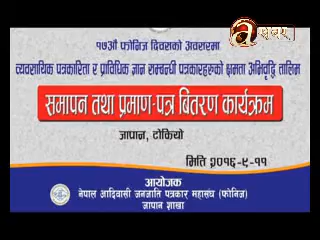 खबर
१७औं फोनिज दिवसको अवसरमा
व्यवसायिक पत्रकारिता र प्राविधिक ज्ञान सम्बन्धी पत्रकारहरुको क्षमता अभिवृद्धि तालिम
समापन तथा प्रमाण-पत्र बितरण कार्यक्रम
जापान, टोकियो
मिति २०१६-९-११
आयोजक
नेपाल आदिवासी जनजाति पत्रकार महासंघ (फोनिज)
जापान शाखा